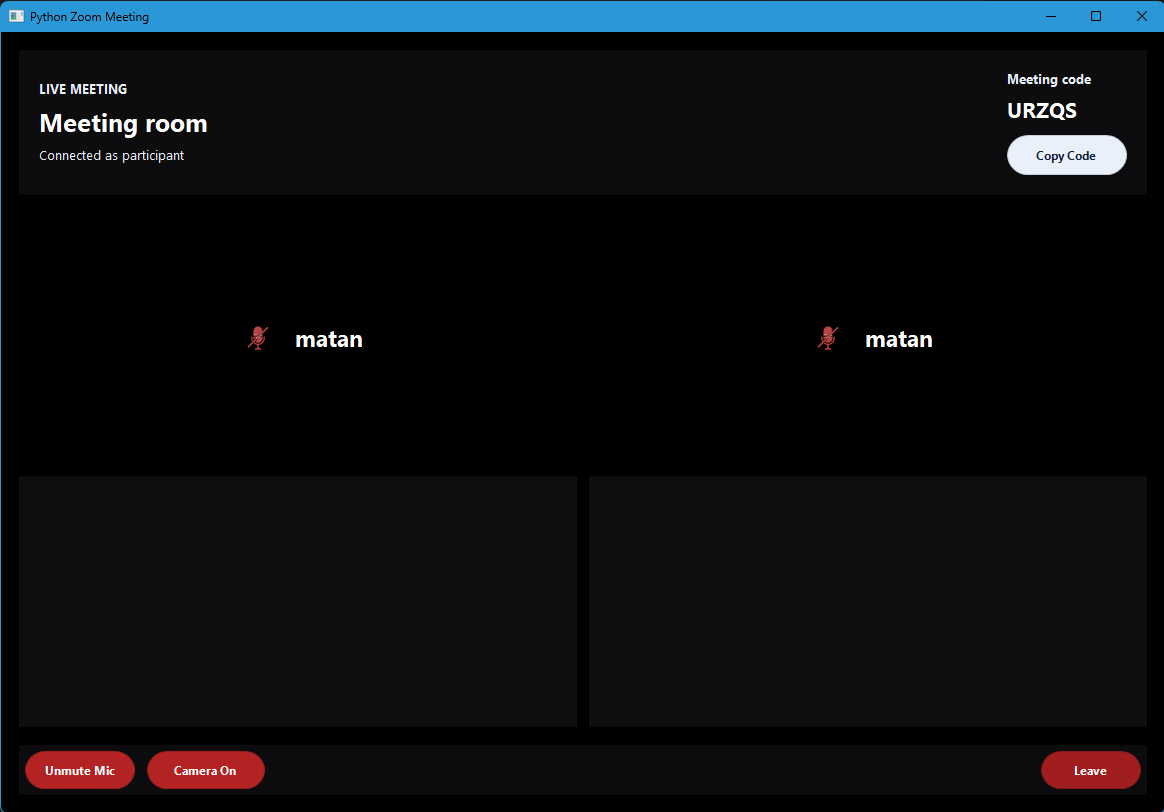 Python Zoom Meeting
LIVE MEETING
Meeting room
Connected as participant
Meeting code
URZQS
Copy Code
matan
matan
Unmute Mic
Camera On
Leave